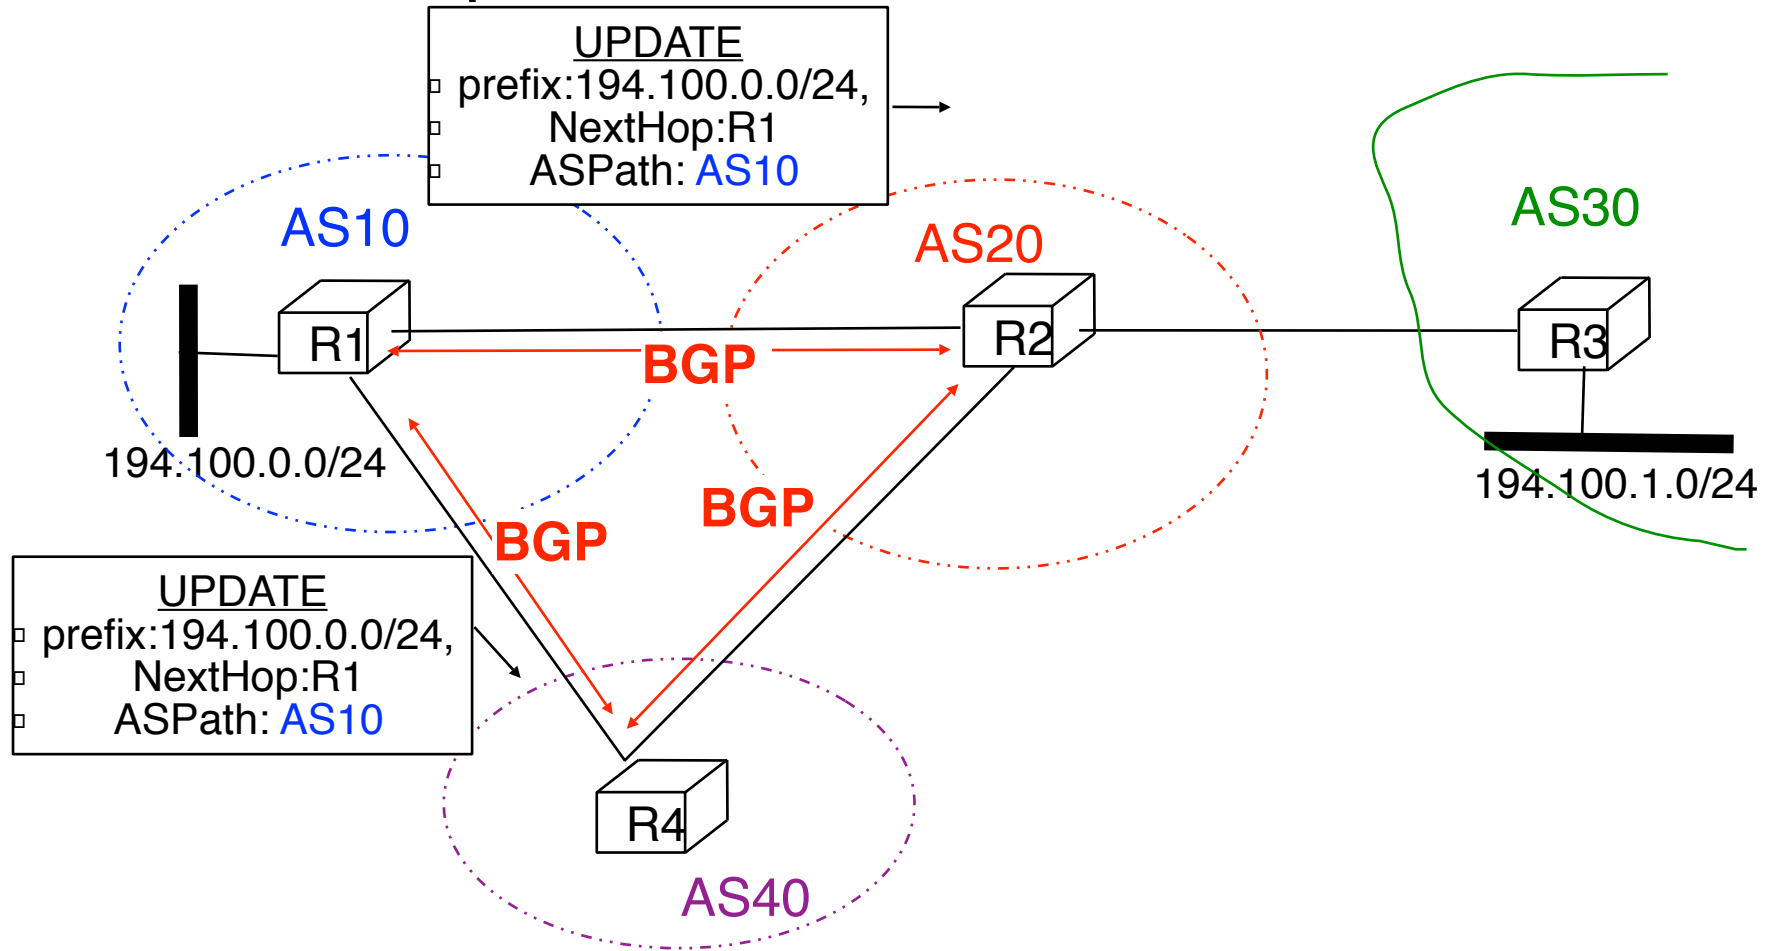 UPDATE
prefix:194.100.0.0/24,
NextHop:R1
ASPath: AS10
AS10
AS20
AS30
R1
R2
R3
BGP
194.100.0.0/24
194.100.1.0/24
BGP
BGP
UPDATE
prefix:194.100.0.0/24,
NextHop:R1
ASPath: AS10
R4
AS40